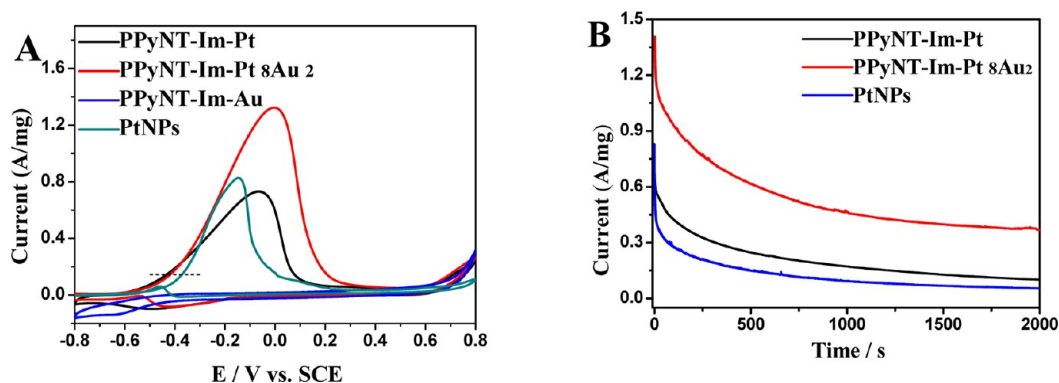 A
PPyNT-Im-Pt
PPyNT-Im-Pt 8Au 2
PPyNT-Im-Au
PtNPs
Current (A/mg)
1.6
1.2
0.8
0.4
0.0
-0.8 -0.6 -0.4 -0.2 0.0 0.2 0.4 0.6 0.8
E / V vs. SCE
B
PPyNT-Im-Pt
PPyNT-Im-Pt 8Au2
PtNPs
Current (A/mg)
1.5
1.2
0.9
0.6
0.3
0.0
0 500 1000 1500 2000
Time / s